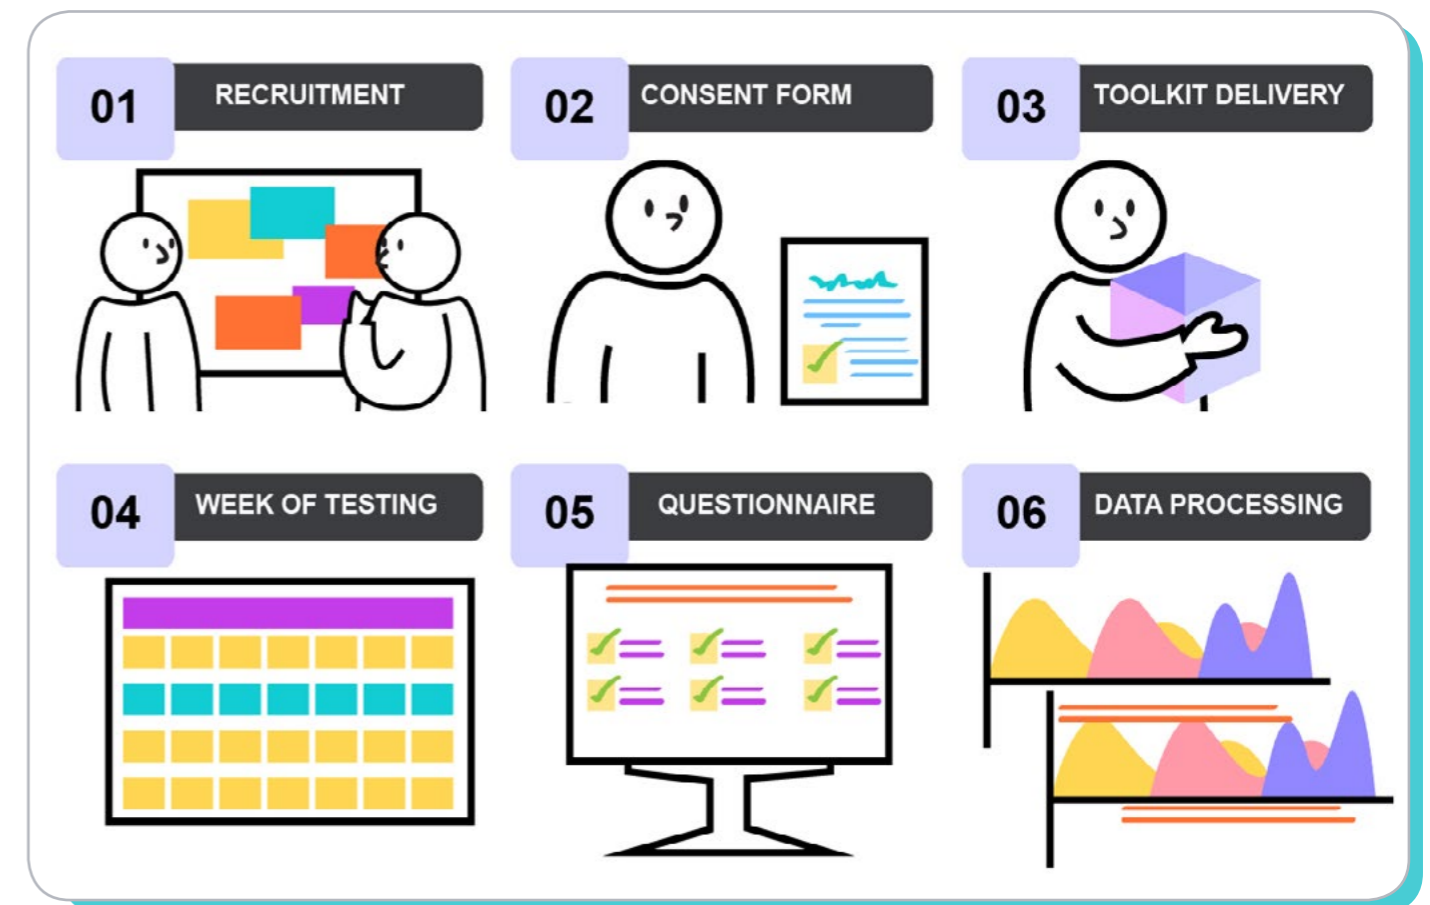 01 RECRUITMENT
02 CONSENT FORM
03 TOOLKIT DELIVERY
04 WEEK OF TESTING
05 QUESTIONNAIRE
06 DATA PROCESSING